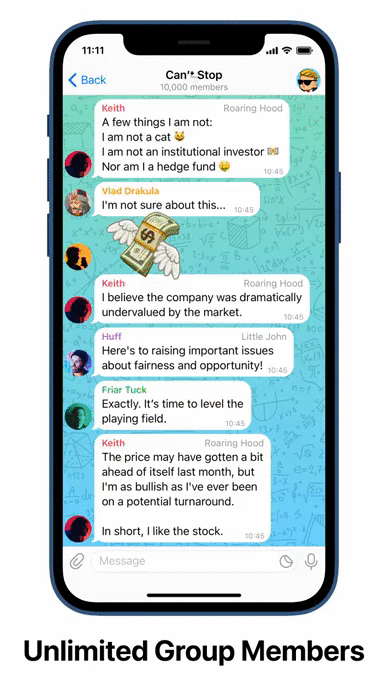 11:11
Back
Can't Stop
10,000 members
Keith Roaring Hood
A few things I am not:
I am not a cat 😼
I am not an institutional investor 💵
Nor am I a hedge fund 🤑
10:45
Vlad Drakula
I'm not sure about this...
10:45
Keith Roaring Hood
I believe the company was dramatically
undervalued by the market.
10:45
Huff Little John
Here's to raising important issues
about fairness and opportunity!
10:45
Friar Tuck
Exactly. It's time to level the
playing field.
10:45
Keith Roaring Hood
The price may have gotten a bit
ahead of itself last month, but
I'm as bullish as I've ever been
on a potential turnaround.
In short, I like the stock.
10:45
Message
Unlimited Group Members